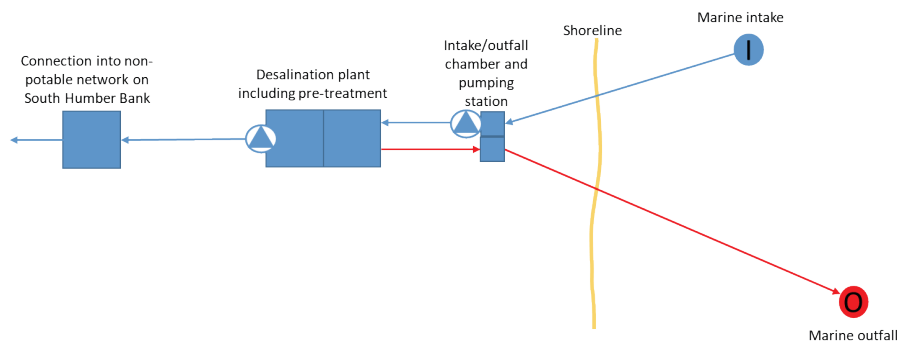 Marine intake
I
Shoreline
Intake/outfall
chamber and
pumping
station
Desalination plant
including pre-treatment
Connection into non-
potable network on
South Humber Bank
O
Marine outfall